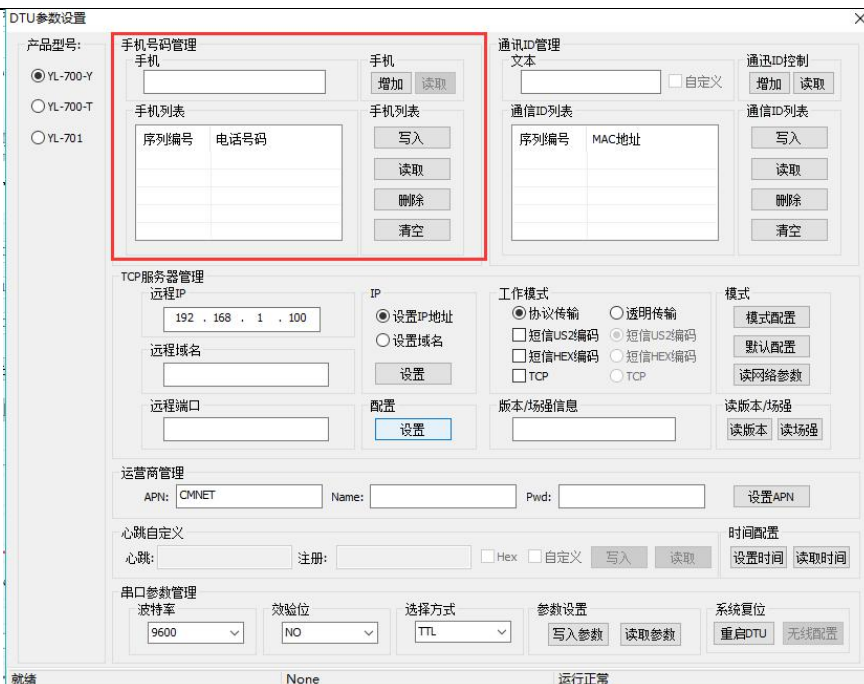 DTU参数设置
产品型号:
YL-700-Y
YL-700-T
YL-701
手机号码管理
手机
手机
增加 读取
手机列表
序列编号 电话号码
手机列表
写入
读取
删除
清空
通讯ID管理
文本
自定义
通迅ID控制
增加 读取
通信ID列表
序列编号 MAC地址
通信ID列表
写入
读取
删除
清空
TCP服务器管理
远程IP
192 . 168 . 1 . 100
远程域名
远程端口
IP
设置IP地址
设置域名
设置
配置
设置
工作模式
协议传输 透明传输
短信US2编码 短信US2编码
短信HEX编码 短信HEX编码
TCP TCP
版本/场强信息
模式
模式配置
默认配置
读网络参数
读版本/场强
读版本 读场强
运营商管理
APN: CMNET Name: Pwd: 设置APN
心跳自定义
心跳: 注册: Hex 自定义 写入 读取
时间配置
设置时间 读取时间
串口参数管理
波特率
9600
效验位
NO
选择方式
TTL
参数设置
写入参数 读取参数
系统复位
重启DTU 无线配置
就绪 None 运行正常